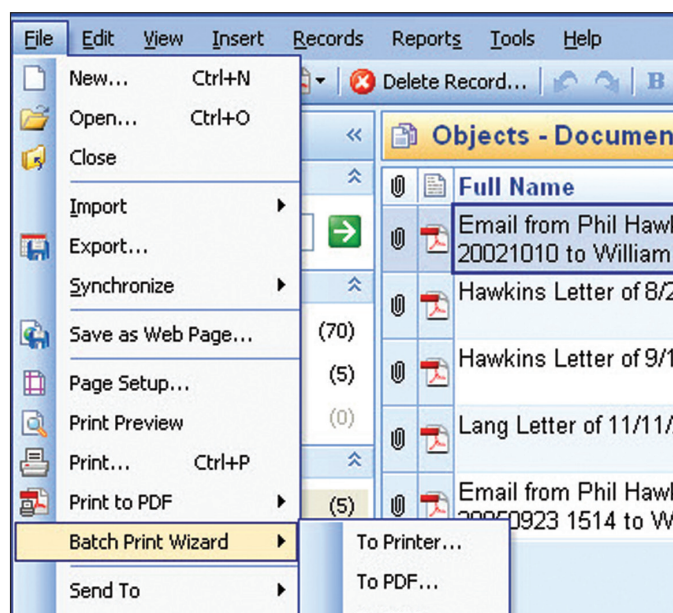 File Edit View Insert Records Reports Tools Help
New... Ctrl+N
Open... Ctrl+O
Close
Import
Export...
Synchronize
Save as Web Page...
Page Setup...
Print Preview
Print... Ctrl+P
Print to PDF
Batch Print Wizard
Send To
To Printer...
To PDF...
Delete Record... B
(70)
(5)
(0)
(5)
Objects - Documen
Full Name
Email from Phil Hawk
20021010 to William
Hawkins Letter of 8/2
Hawkins Letter of 9/1
Lang Letter of 11/11/
Email from Phil Hawk
20050923 1514 to W